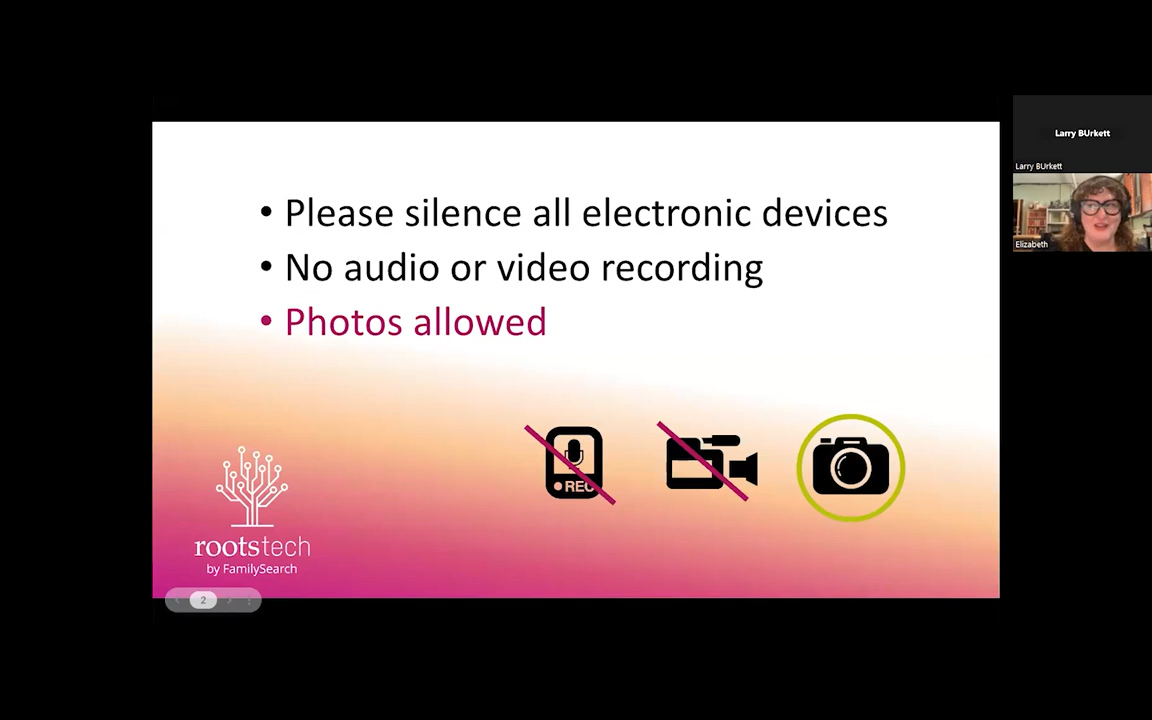 • Please silence all electronic devices
• No audio or video recording
• Photos allowed
REC
rootstech
by FamilySearch
2
Larry BUrkett
Larry BUrkett
Elizabeth